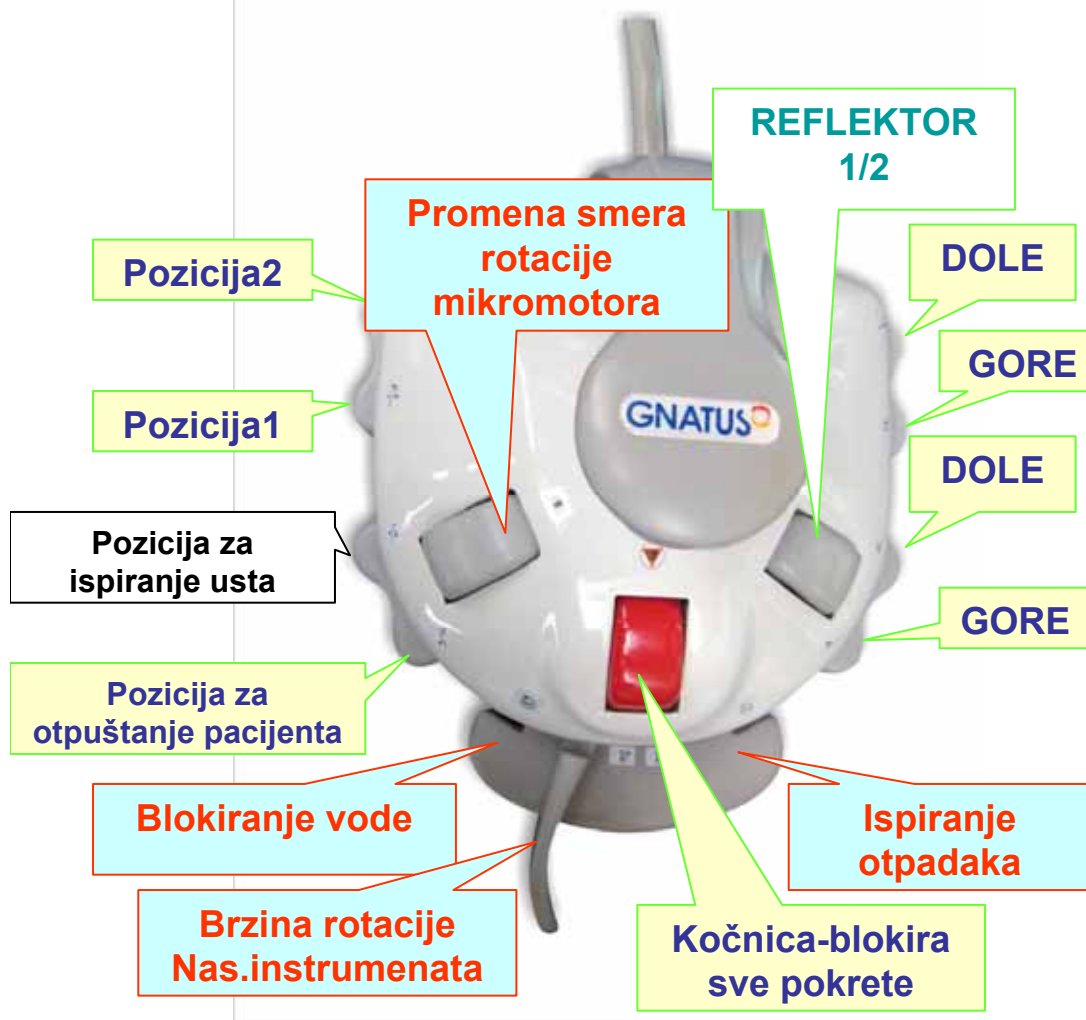 REFLEKTOR
1/2
Promena smera
rotacije
mikromotora
Pozicija2
DOLE
GORE
Pozicija1
GNATUS
DOLE
Pozicija za
ispiranje usta
GORE
Pozicija za
otpuštanje pacijenta
Blokiranje vode
Ispiranje
otpadaka
Brzina rotacije
Nas.instrumenata
Kočnica-blokira
sve pokrete